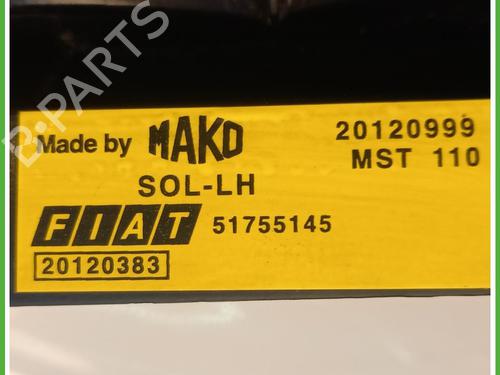 Made by MAKO 20120999
MST 110
SOL-LH
FIAT 51755145
20120383
B-PARTS